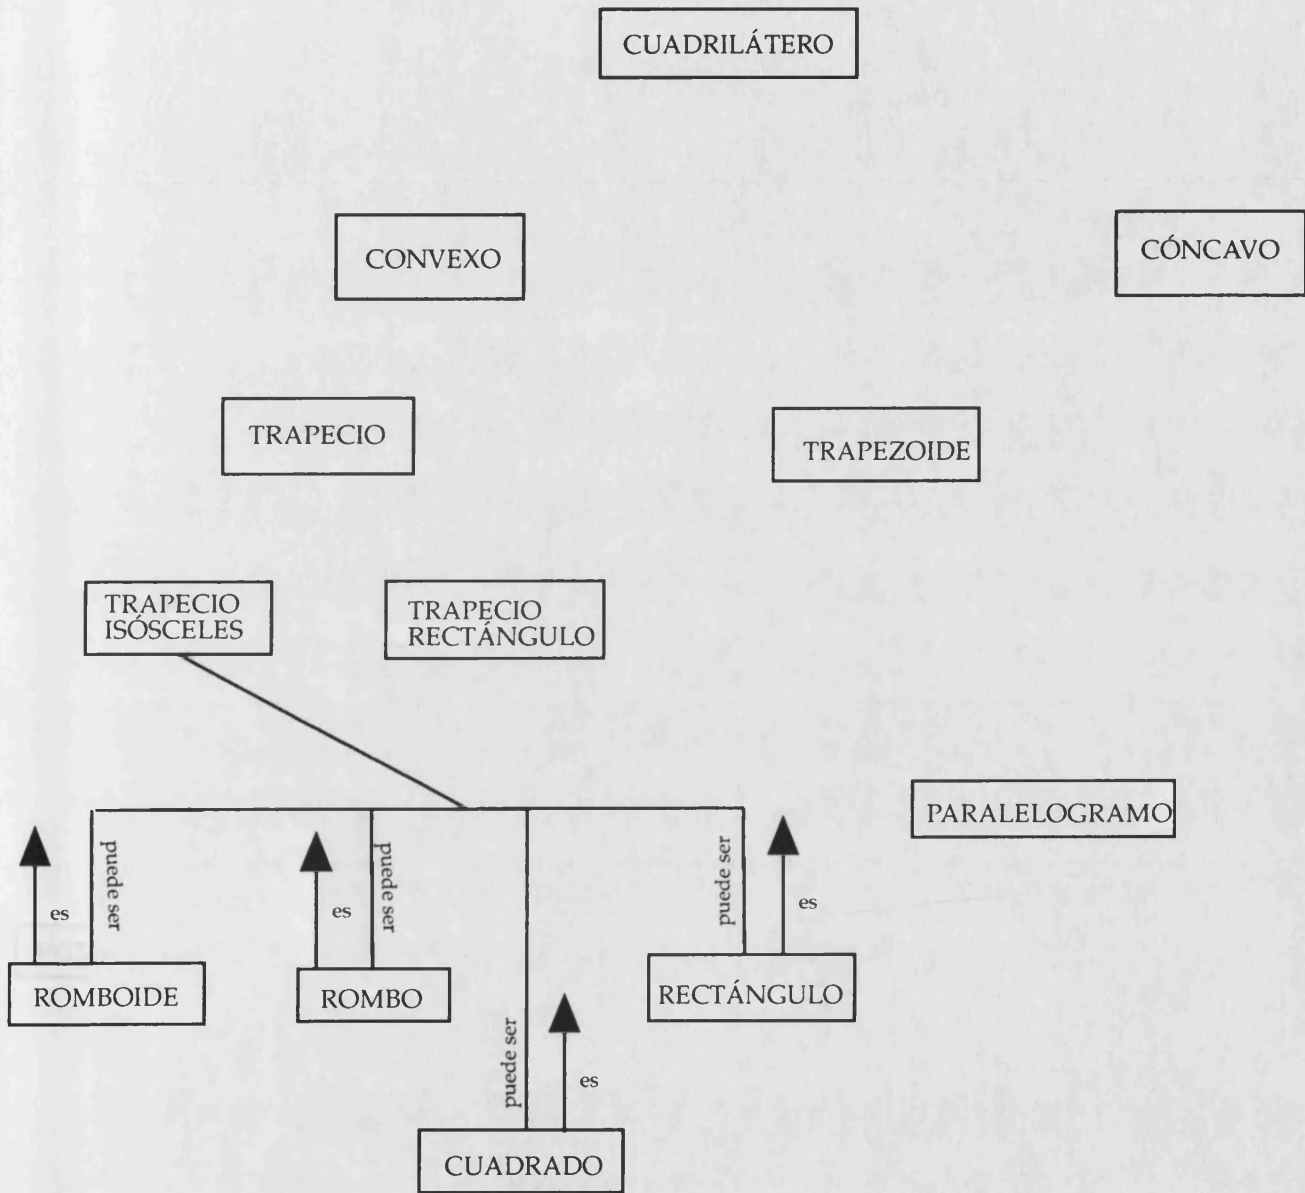 CUADRILÁTERO
CONVEXO
CÓNCAVO
TRAPECIO
TRAPEZOIDE
TRAPECIO
ISÓSCELES
TRAPECIO
RECTÁNGULO
PARALELOGRAMO
es
puede ser
es
puede ser
puede ser
es
ROMBOIDE
ROMBO
RECTÁNGULO
puede ser
es
CUADRADO